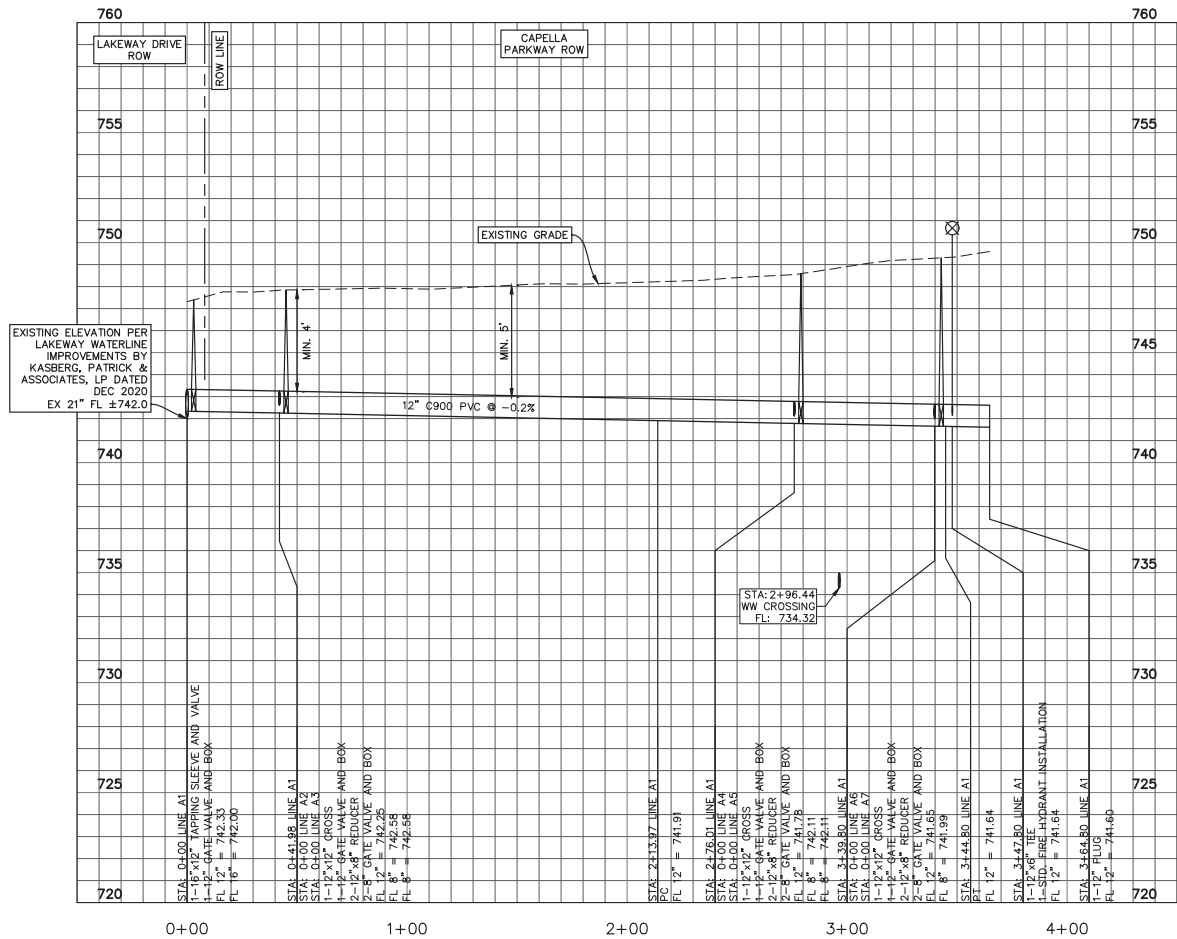 760
760
LAKEWAY DRIVE
ROW
ROW LINE
CAPELLA
PARKWAY ROW
755
755
750
750
EXISTING GRADE
745
745
MIN. 4'
MIN. 5'
EXISTING ELEVATION PER
LAKEWAY WATERLINE
IMPROVEMENTS BY
KASBERG, PATRICK &
ASSOCIATES, LP DATED
DEC 2020
EX 21" FL ±742.0
12" C900 PVC @ -0.2%
740
740
735
735
STA: 2+96.44
WW CROSSING
FL: 734.32
730
730
725
725
720
720
STA: 0+00 LINE A1
1-16"x12" TAPPING SLEEVE AND VALVE
1-12" GATE VALVE AND BOX
FL 12" = 742.33
FL 16" = 742.00
STA: 0+41.98 LINE A1
STA: 0+00 LINE A2
STA: 0+00 LINE A3
1-12"x12" CROSS
1-12" GATE VALVE AND BOX
2-12"x8" REDUCER
2-8" GATE VALVE AND BOX
FL 12" = 742.25
FL 8" = 742.58
FL 8" = 742.58
STA: 2+13.97 LINE A1
PC
FL 12" = 741.91
STA: 2+76.01 LINE A1
STA: 0+00 LINE A4
STA: 0+00 LINE A5
1-12"x12" CROSS
1-12" GATE VALVE AND BOX
2-12"x8" REDUCER
2-8" GATE VALVE AND BOX
FL 12" = 741.78
FL 8" = 742.11
FL 8" = 742.11
STA: 3+39.80 LINE A1
STA: 0+00 LINE A6
STA: 0+00 LINE A7
1-12"x12" CROSS
1-12" GATE VALVE AND BOX
2-12"x8" REDUCER
2-8" GATE VALVE AND BOX
FL 12" = 741.65
FL 8" = 741.99
STA: 3+44.80 LINE A1
PT
FL 12" = 741.64
STA: 3+47.80 LINE A1
1-12"x6" TEE
1-STD. FIRE HYDRANT INSTALLATION
FL 12" = 741.64
STA: 3+64.80 LINE A1
1-12" PLUG
FL 12" = 741.60
0+00
1+00
2+00
3+00
4+00